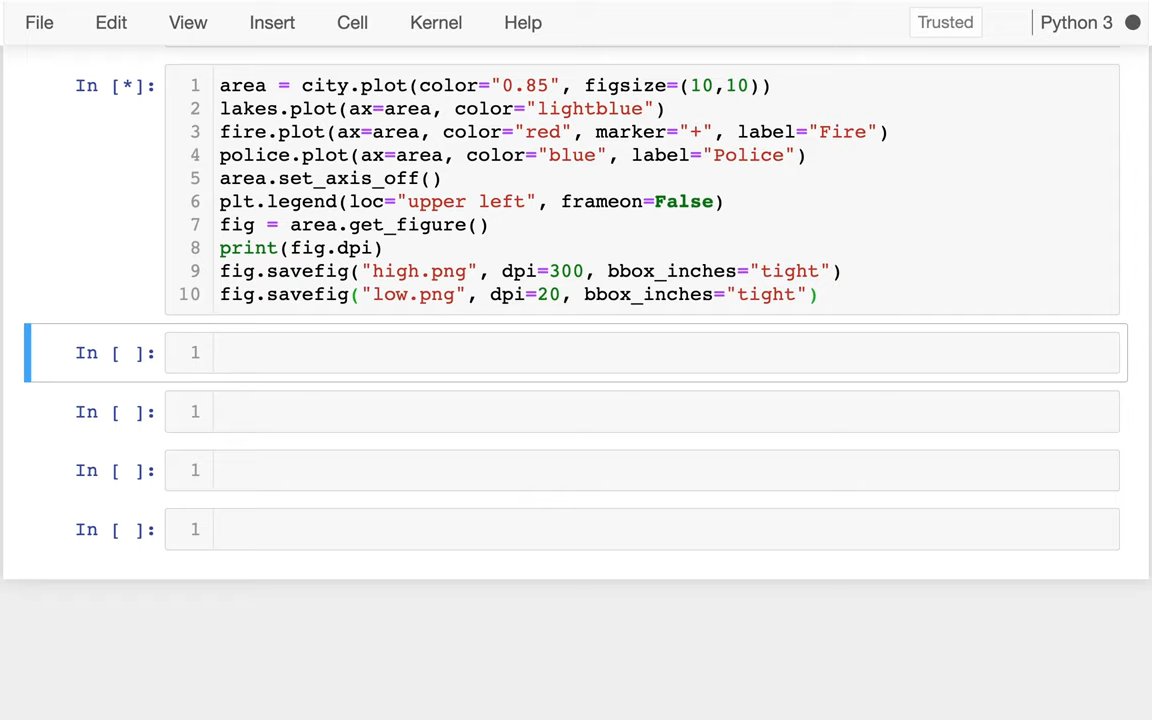 File Edit View Insert Cell Kernel Help Trusted Python 3
In [*]:
1 area = city.plot(color="0.85", figsize=(10,10))
2 lakes.plot(ax=area, color="lightblue")
3 fire.plot(ax=area, color="red", marker="+", label="Fire")
4 police.plot(ax=area, color="blue", label="Police")
5 area.set_axis_off()
6 plt.legend(loc="upper left", frameon=False)
7 fig = area.get_figure()
8 print(fig.dpi)
9 fig.savefig("high.png", dpi=300, bbox_inches="tight")
10 fig.savefig("low.png", dpi=20, bbox_inches="tight")
In [ ]: 1
In [ ]: 1
In [ ]: 1
In [ ]: 1